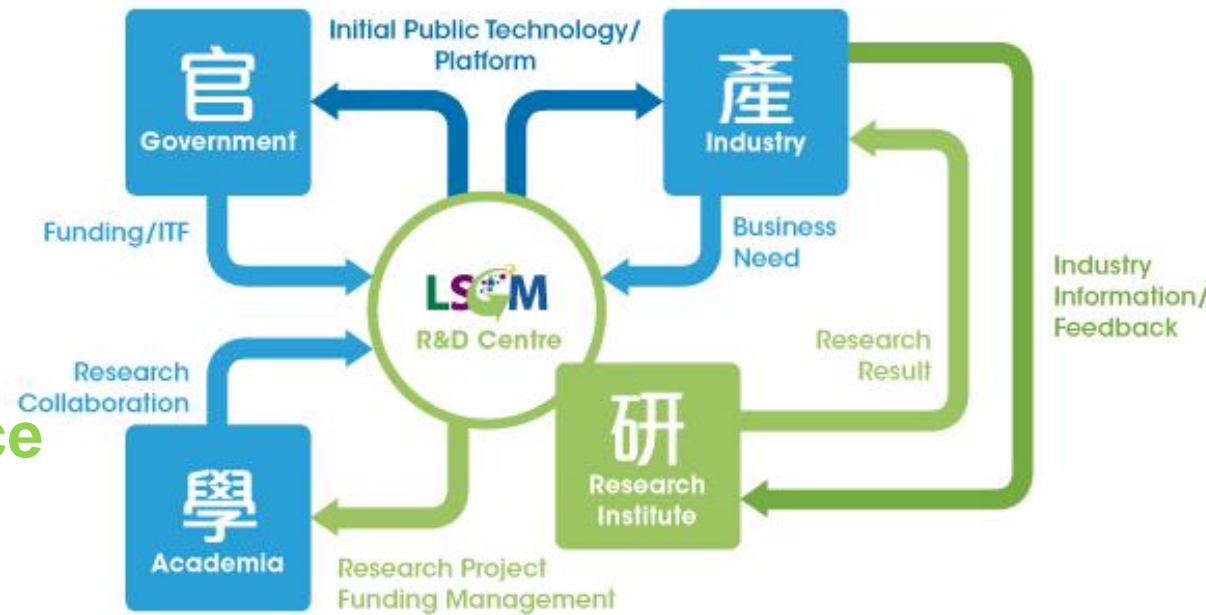 官
Government
Initial Public Technology/
Platform
產
Industry
Funding/ITF
Business
Need
LSCM
R&D Centre
Industry
Information/
Feedback
Research
Collaboration
Research
Result
ce
學
Academia
研
Research
Institute
Research Project
Funding Management